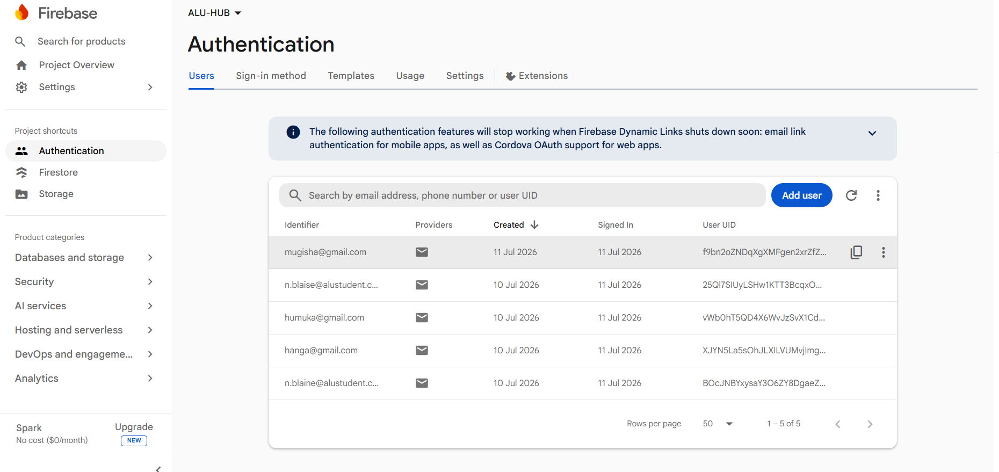 Firebase
Search for products
Project Overview
Settings
Project shortcuts
Authentication
Firestore
Storage
Product categories
Databases and storage
Security
AI services
Hosting and serverless
DevOps and engageme...
Analytics
Spark
No cost ($0/month)
Upgrade
NEW
ALU-HUB
Authentication
Users Sign-in method Templates Usage Settings Extensions
The following authentication features will stop working when Firebase Dynamic Links shuts down soon: email link
authentication for mobile apps, as well as Cordova OAuth support for web apps.
Search by email address, phone number or user UID Add user
Identifier Providers Created Signed In User UID
mugisha@gmail.com 11 Jul 2026 11 Jul 2026 f9bn2oZNDqXgXMFgen2xrZfZ...
n.blaise@alustudent.c... 10 Jul 2026 11 Jul 2026 25Ql7SIUyLSHw1KTT3BcqxO...
humuka@gmail.com 10 Jul 2026 11 Jul 2026 vWb0hT5QD4X6WvJzSvX1Cd...
hanga@gmail.com 10 Jul 2026 11 Jul 2026 XJYN5La5sOhJLXILVUMvjImg...
n.blaine@alustudent.c... 10 Jul 2026 11 Jul 2026 BOcJNBYxysaY3O6ZY8DgaeZ...
Rows per page 50 1 – 5 of 5